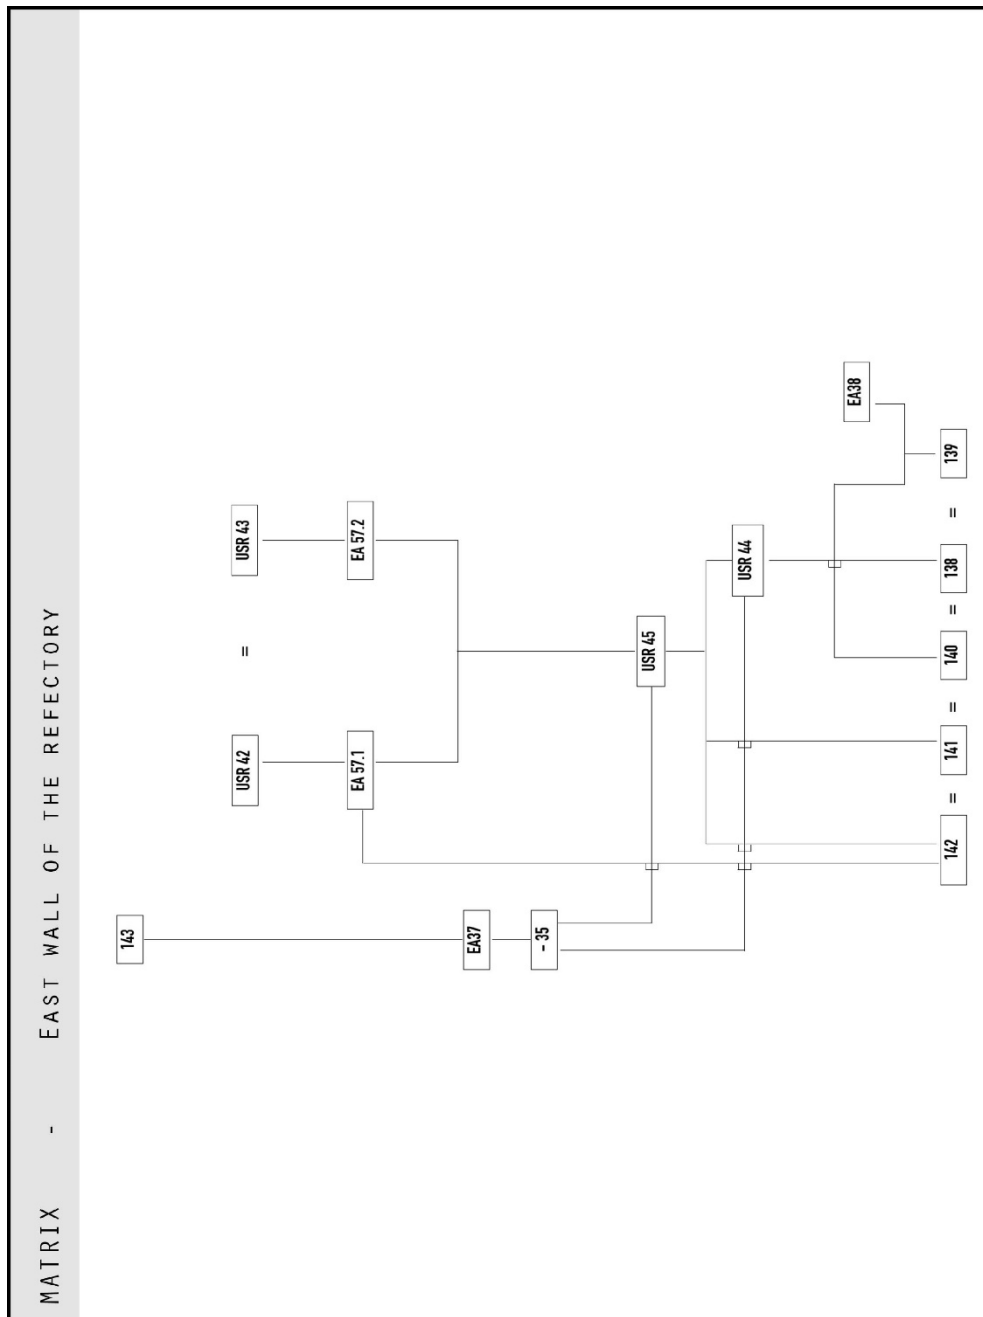 MATRIX - EAST WALL OF THE REFECTORY
143
USR 42 = USR 43
EA 57.1 EA 57.2
EA37
- 35
USR 45
USR 44
EA38
142 = 141 = 140 = 138 = 139